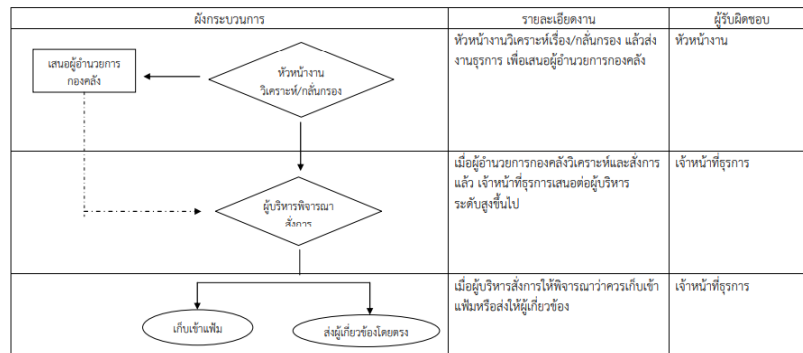 ผังกระบวนการ
รายละเอียดงาน
ผู้รับผิดชอบ
เสนอผู้อำนวยการ
กองคลัง
หัวหน้างาน
วิเคราะห์/กลั่นกรอง
หัวหน้างานวิเคราะห์เรื่อง/กลั่นกรอง แล้วส่ง
งานธุรการ เพื่อเสนอผู้อำนวยการกองคลัง
หัวหน้างาน
ผู้บริหารพิจารณา
สั่งการ
เมื่อผู้อำนวยการกองคลังวิเคราะห์และสั่งการ
แล้ว เจ้าหน้าที่ธุรการเสนอต่อผู้บริหาร
ระดับสูงขึ้นไป
เจ้าหน้าที่ธุรการ
เก็บเข้าแฟ้ม
ส่งผู้เกี่ยวข้องโดยตรง
เมื่อผู้บริหารสั่งการให้พิจารณาว่าควรเก็บเข้า
แฟ้มหรือส่งให้ผู้เกี่ยวข้อง
เจ้าหน้าที่ธุรการ